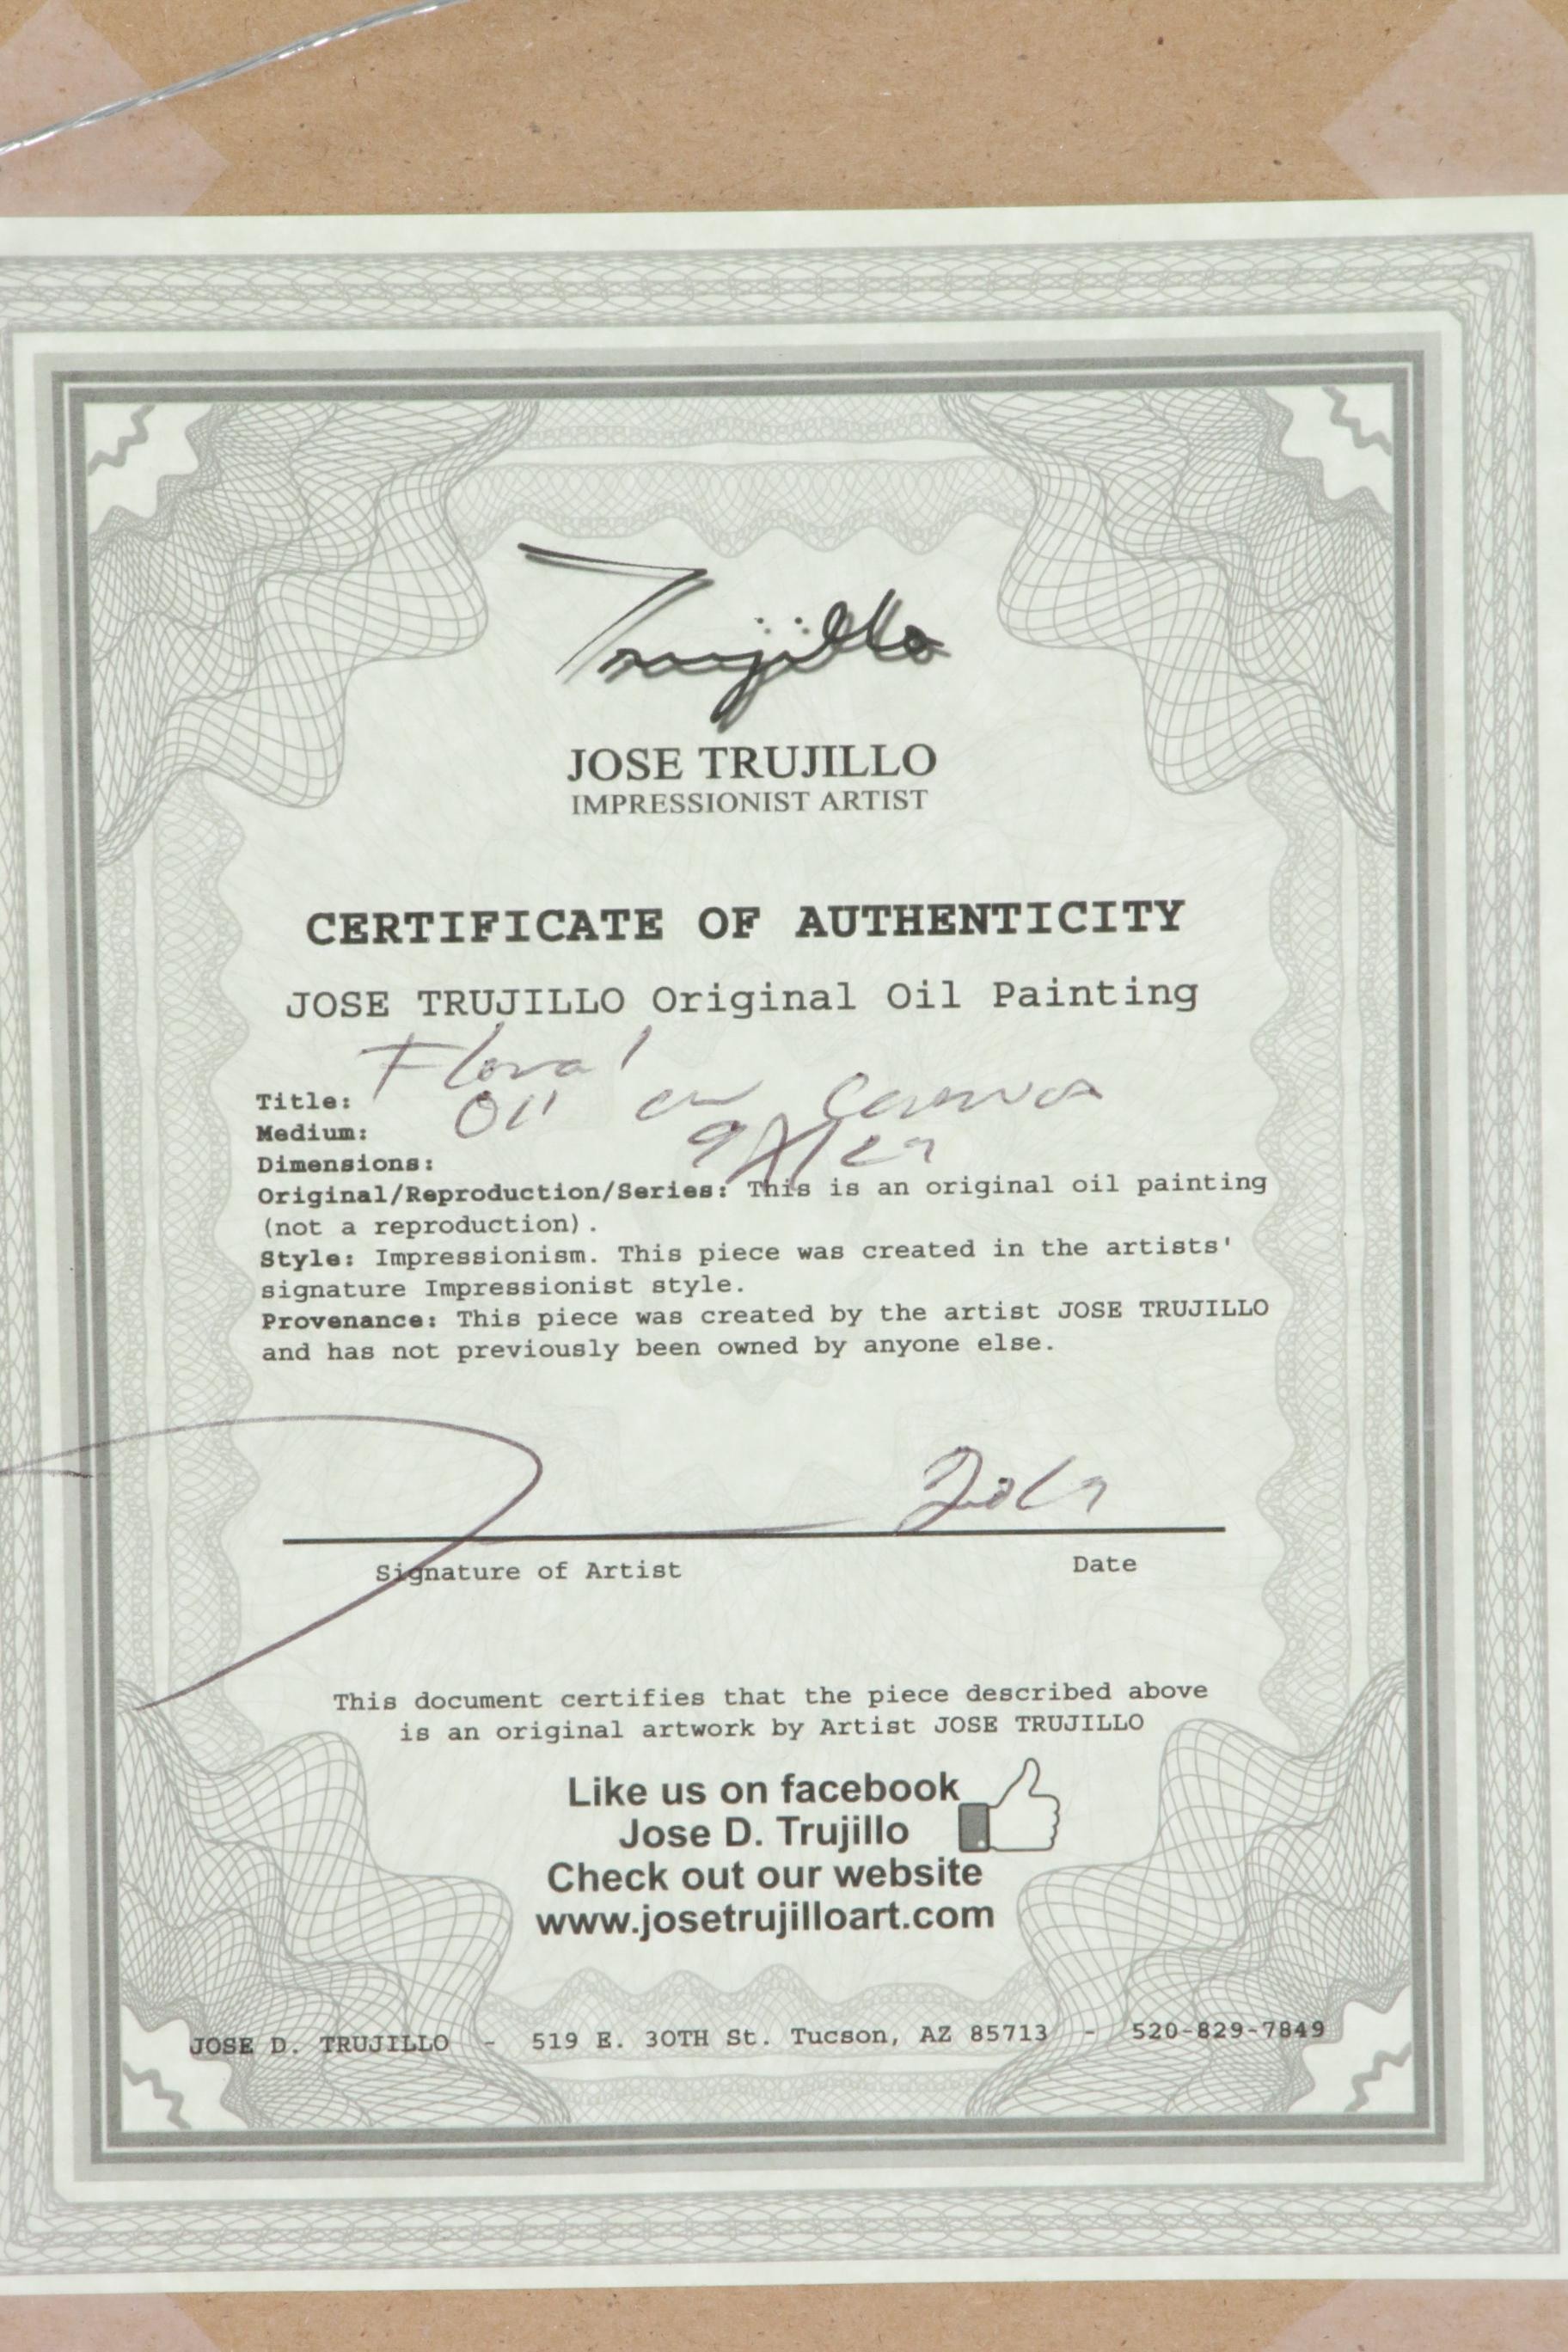 Trujillo
JOSE TRUJILLO
IMPRESSIONIST ARTIST
CERTIFICATE OF AUTHENTICITY
JOSE TRUJILLO Original Oil Painting
Title: Floral
Medium: Oil on Canvas
Dimensions:
Original/Reproduction/Series: This is an original oil painting
(not a reproduction).
Style: Impressionism. This piece was created in the artists'
signature Impressionist style.
Provenance: This piece was created by the artist JOSE TRUJILLO
and has not previously been owned by anyone else.
Signature of Artist Date
This document certifies that the piece described above
is an original artwork by Artist JOSE TRUJILLO
Like us on facebook
Jose D. Trujillo
Check out our website
www.josetrujilloart.com
JOSE D. TRUJILLO - 519 E. 30TH St. Tucson, AZ 85713 - 520-829-7849